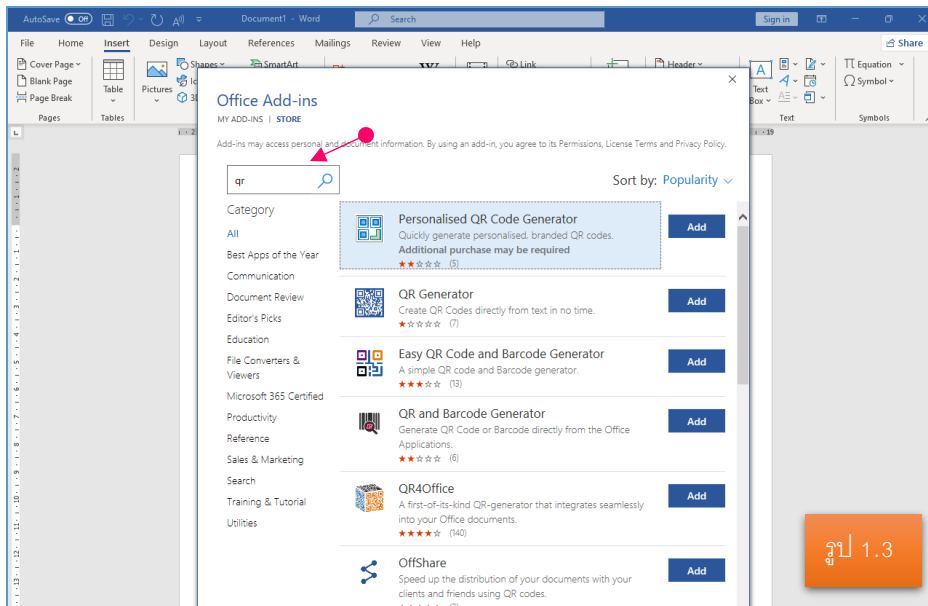 AutoSave Off Document1 - Word Search Sign in
File Home Insert Design Layout References Mailings Review View Help Share
Cover Page
Blank Page
Page Break
Pages
Table
Tables
Pictures
Shapes
SmartArt
Link
Header
Text
Box
Text
Equation
Symbol
Symbols
Office Add-ins
MY ADD-INS | STORE
Add-ins may access personal and document information. By using an add-in, you agree to its Permissions, License Terms and Privacy Policy.
qr
Sort by: Popularity
Category
All
Best Apps of the Year
Communication
Document Review
Editor's Picks
Education
File Converters &
Viewers
Microsoft 365 Certified
Productivity
Reference
Sales & Marketing
Search
Training & Tutorial
Utilities
Personalised QR Code Generator
Quickly generate personalised, branded QR codes.
Additional purchase may be required
(5)
Add
QR Generator
Create QR Codes directly from text in no time.
(7)
Add
Easy QR Code and Barcode Generator
A simple QR code and Barcode generator.
(13)
Add
QR and Barcode Generator
Generate QR Code or Barcode directly from the Office
Applications.
(6)
Add
QR4Office
A first-of-its-kind QR-generator that integrates seamlessly
into your Office documents.
(140)
Add
OffShare
Speed up the distribution of your documents with your
clients and friends using QR codes.
Add
รูป 1.3